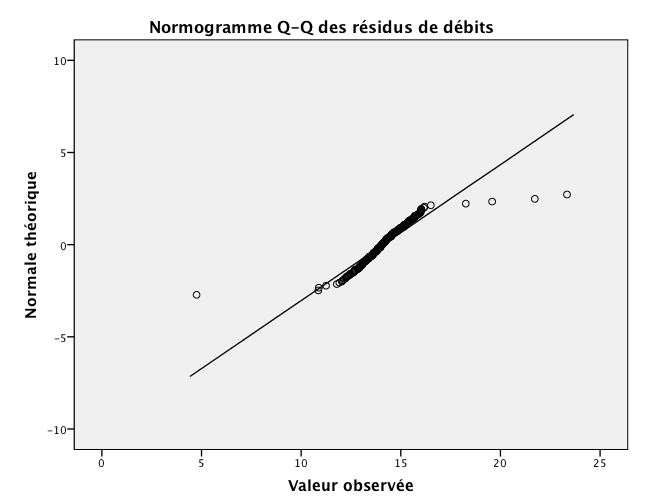 Normogramme Q-Q des résidus de débits
Normale théorique
10
5
0
-5
-10
0 5 10 15 20 25
Valeur observée